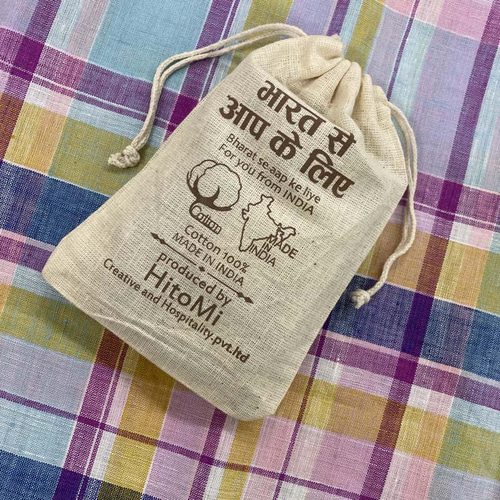 भारत से
आप के लिए
Bharat se aap ke liye
For you from INDIA
Cotton
MADE
IN
INDIA
Cotton 100%
MADE IN INDIA
produced by
HitoMi
Creative and Hospitality.pvt.ltd